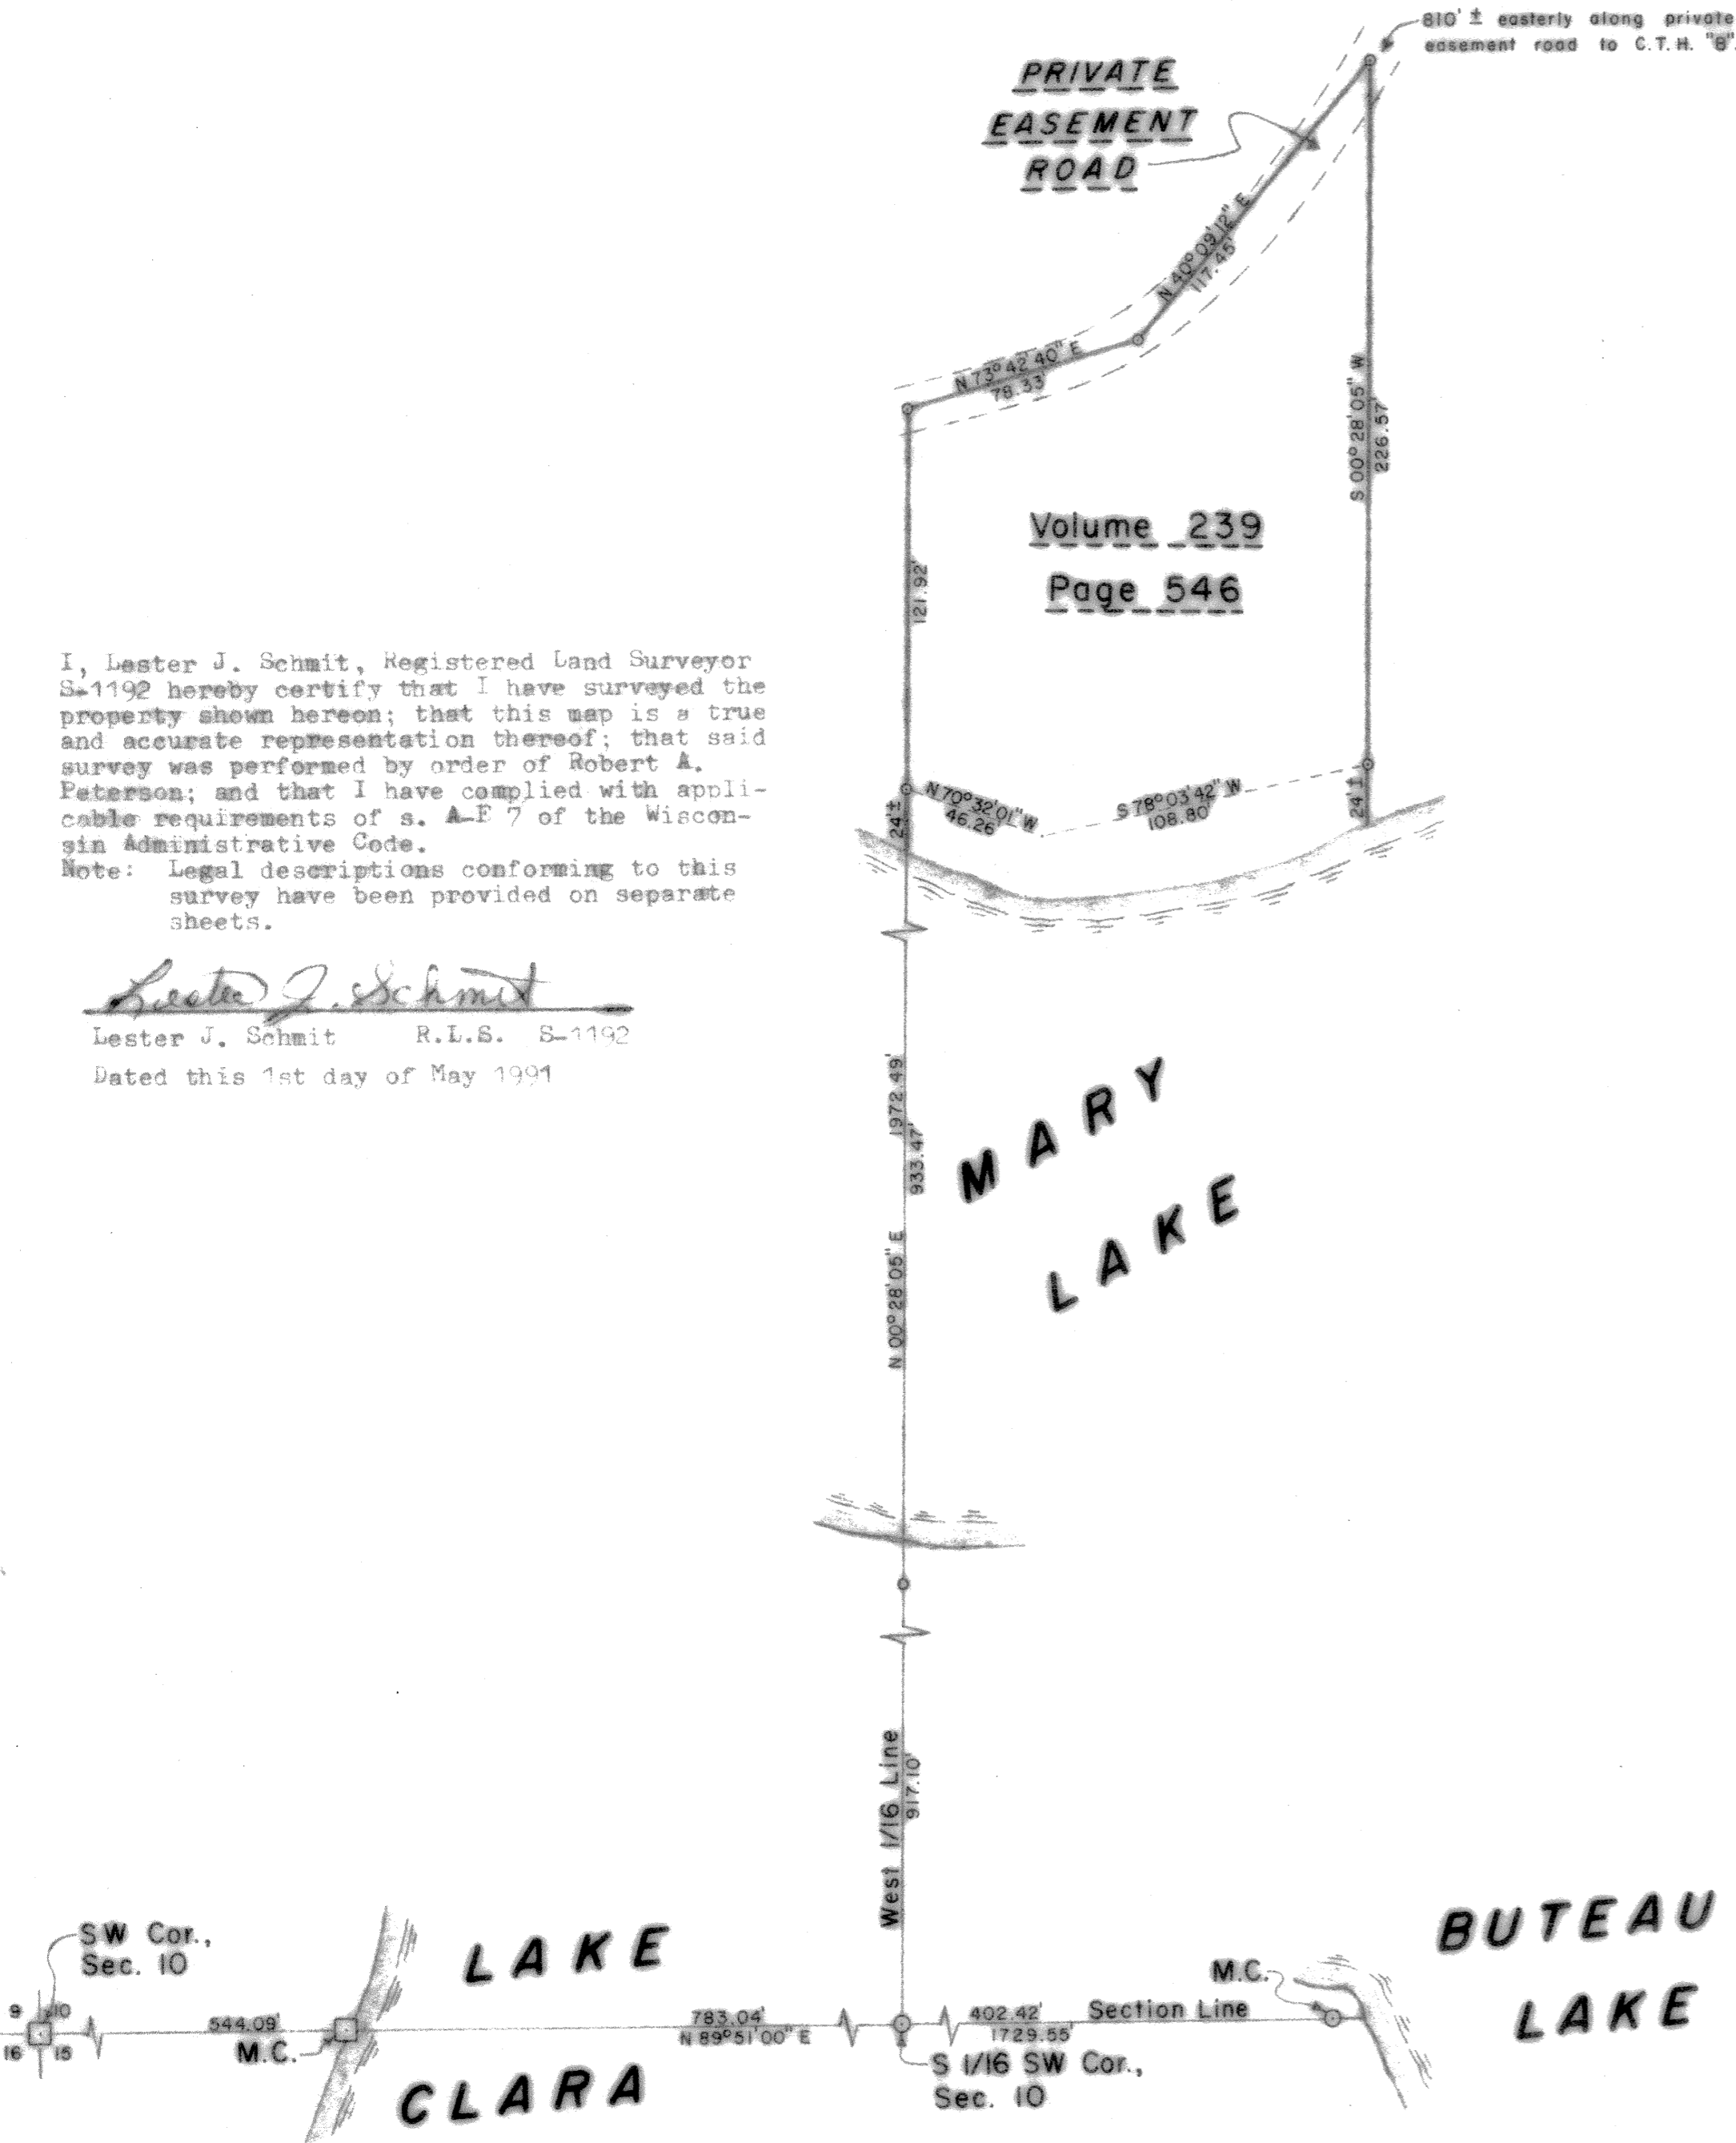 810' ± easterly along private
easement road to C.T.H. "B".
PRIVATE
EASEMENT
ROAD
N 40° 09' 12" E
117.45'
N 73° 42' 40" E
78.33'
S 00° 28' 05" W
226.57'
Volume 239
Page 546
121.92'
I, Lester J. Schmit, Registered Land Surveyor
S-1192 hereby certify that I have surveyed the
property shown hereon; that this map is a true
and accurate representation thereof; that said
survey was performed by order of Robert A.
Peterson; and that I have complied with appli-
cable requirements of s. A-E 7 of the Wiscon-
sin Administrative Code.
Note: Legal descriptions conforming to this
survey have been provided on separate
sheets.
Lester J. Schmit
Lester J. Schmit R.L.S. S-1192
Dated this 1st day of May 1991
24'±
N 70° 32' 01" W
46.26'
S 78° 03' 42" W
108.80'
24'±
N 00° 28' 05" E 1972.49'
933.47'
MARY
LAKE
West 1/16 Line
917.10'
SW Cor.,
Sec. 10
9 10
16 15
544.09'
M.C.
LAKE
CLARA
783.04'
N 89° 51' 00" E
402.42' Section Line
1729.55'
S 1/16 SW Cor.,
Sec. 10
M.C.
BUTEAU
LAKE